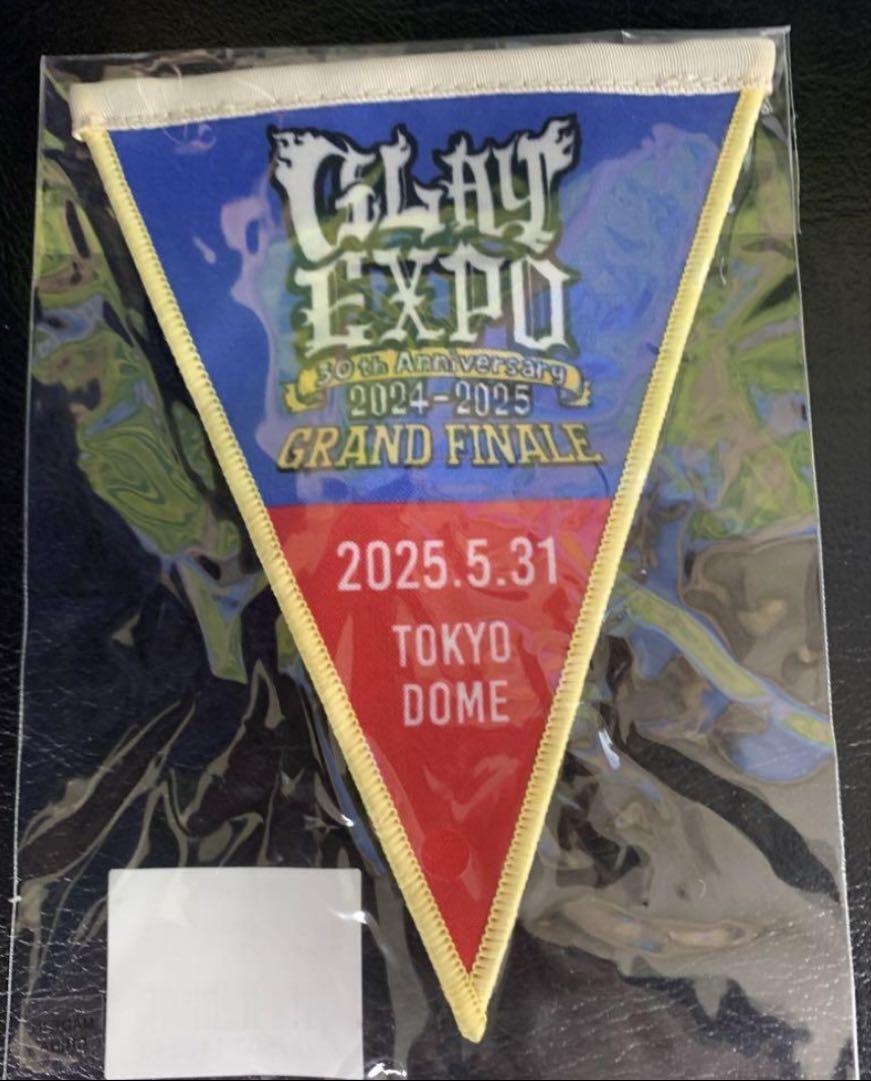 GLAY
EXPO
30th Anniversary
2024-2025
GRAND FINALE
2025.5.31
TOKYO
DOME